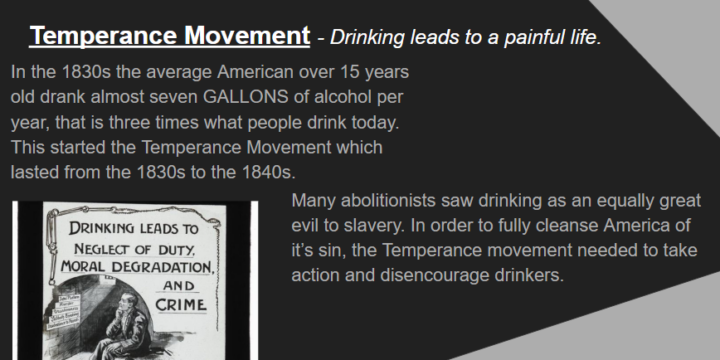 Temperance Movement - Drinking leads to a painful life.
In the 1830s the average American over 15 years
old drank almost seven GALLONS of alcohol per
year, that is three times what people drink today.
This started the Temperance Movement which
lasted from the 1830s to the 1840s.
Many abolitionists saw drinking as an equally great
evil to slavery. In order to fully cleanse America of
it's sin, the Temperance movement needed to take
action and disencourage drinkers.
DRINKING LEADS TO
NEGLECT OF DUTY,
MORAL DEGRADATION,
AND
CRIME